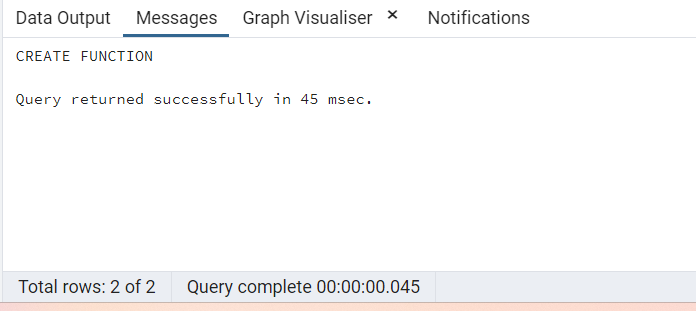 Data Output Messages Graph Visualiser × Notifications
CREATE FUNCTION
Query returned successfully in 45 msec.
Total rows: 2 of 2 Query complete 00:00:00.045